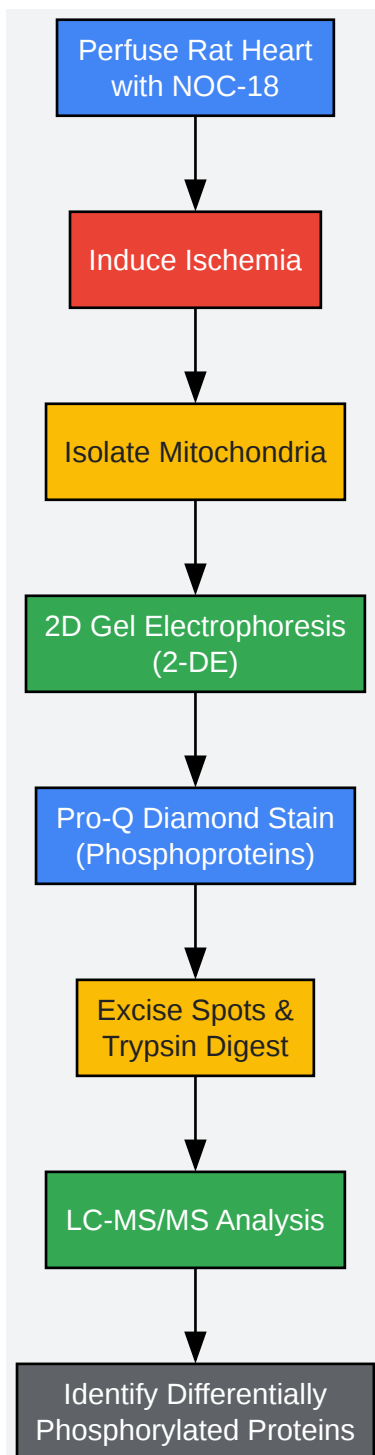 Perfuse Rat Heart
with NOC-18
Induce Ischemia
Isolate Mitochondria
2D Gel Electrophoresis
(2-DE)
Pro-Q Diamond Stain
(Phosphoproteins)
Excise Spots &
Trypsin Digest
LC-MS/MS Analysis
Identify Differentially
Phosphorylated Proteins